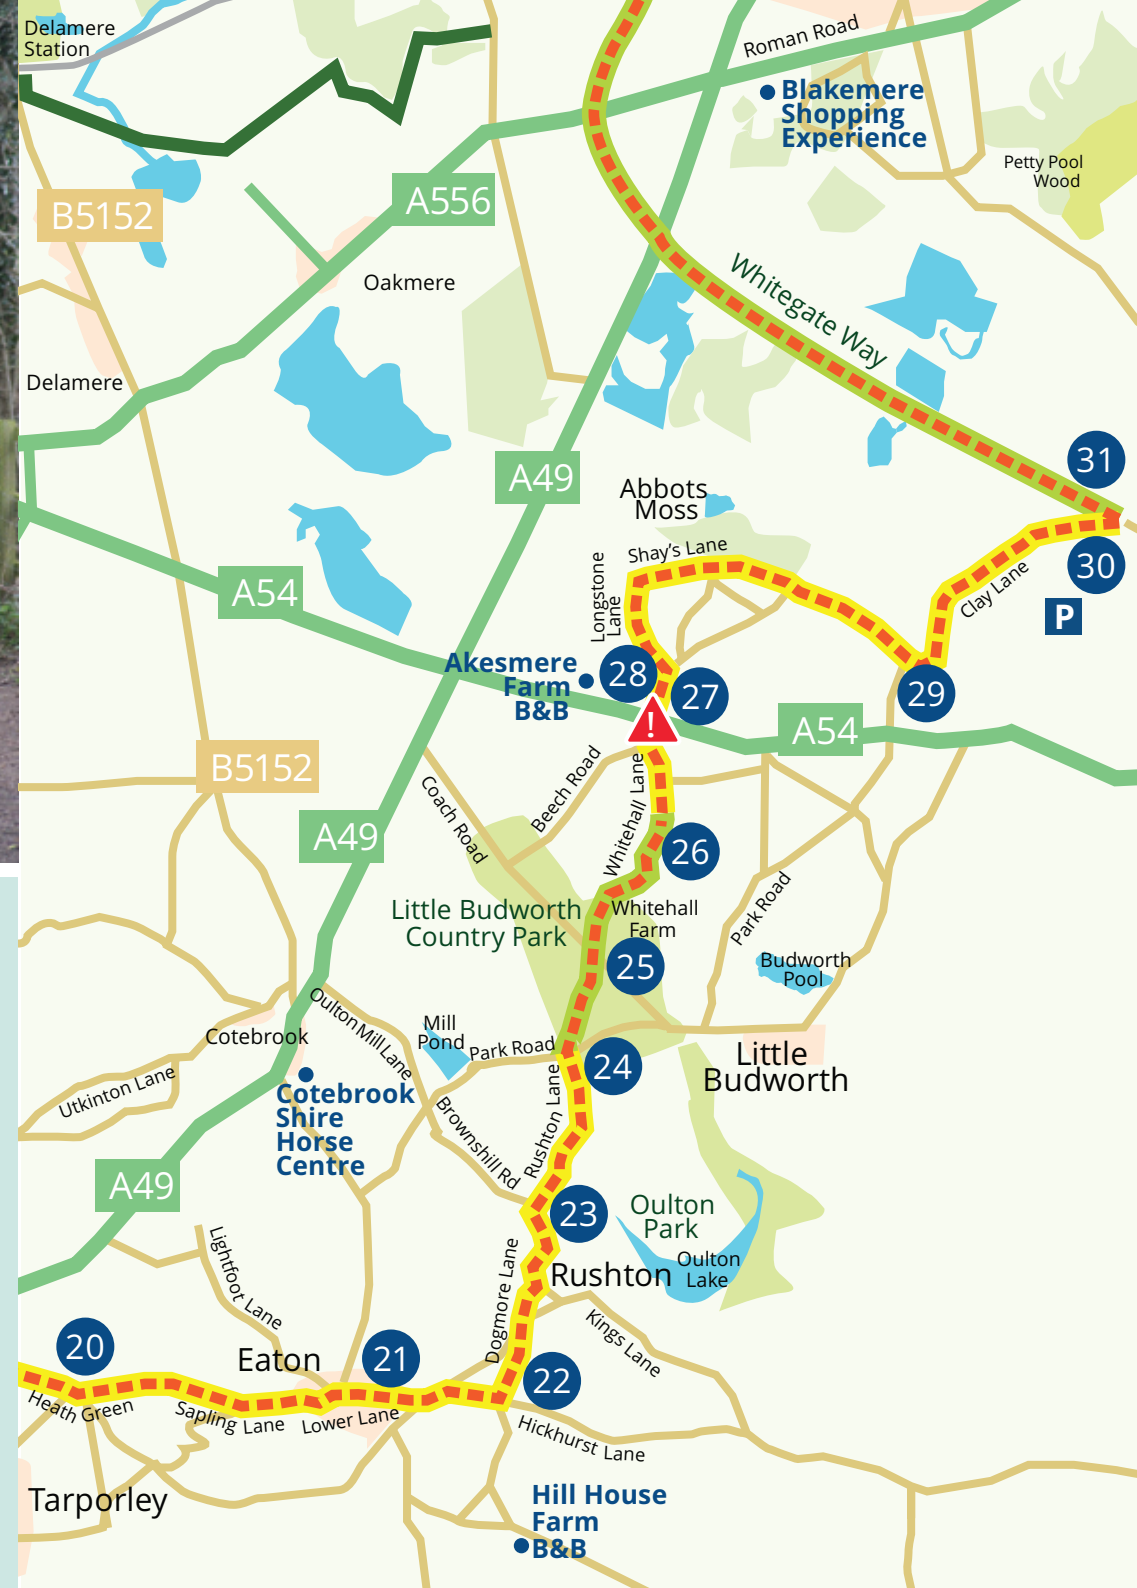 Delamere
Station
Roman Road
Blakemere
Shopping
Experience
Petty Pool
Wood
B5152
A556
Oakmere
Whitegate Way
Delamere
31
A49
Abbots
Moss
Shay's Lane
Longstone
Lane
30
Clay Lane
P
A54
Akesmere
Farm
B&B
28
27
29
!
A54
B5152
Coach Road
Beech Road
Whitehall Lane
A49
26
Little Budworth
Country Park
Whitehall
Farm
Park Road
25
Budworth
Pool
Oulton Mill Lane
Cotebrook
Mill
Pond
Park Road
24
Little
Budworth
Utkinton Lane
Cotebrook
Shire
Horse
Centre
Brownshill Rd
Rushton Lane
A49
23
Oulton
Park
Oulton
Lake
Rushton
Lightfoot Lane
Dogmore Lane
Kings Lane
20
Eaton
21
22
Heath Green
Sapling Lane
Lower Lane
Hickhurst Lane
Tarporley
Hill House
Farm
B&B